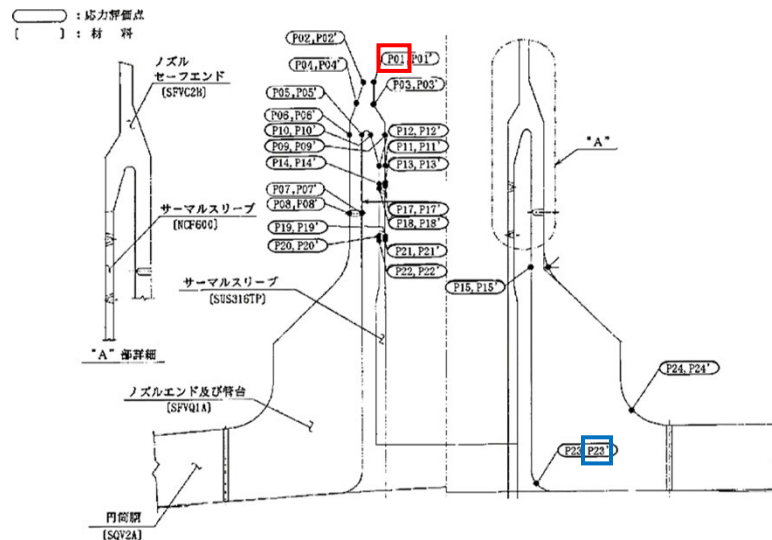 ：応力評価点
[ ]：材 料
P02,P02'
P01,P01'
P04,P04'
P03,P03'
ノズル
セーフエンド
[SFVC2B]
P05,P05'
P06,P06'
P10,P10'
P09,P09'
P14,P14'
P12,P12'
P11,P11'
P13,P13'
"A"
P07,P07'
P08,P08'
P17,P17'
P18,P18'
サーマルスリーブ
[NCF600]
P19,P19'
P20,P20'
P21,P21'
P22,P22'
P15,P15'
サーマルスリーブ
[SUS316TP]
"A"部詳細
ノズルエンド及び管台
[SFVQ1A]
P24,P24'
P23,P23'
円筒胴
[SQV2A]